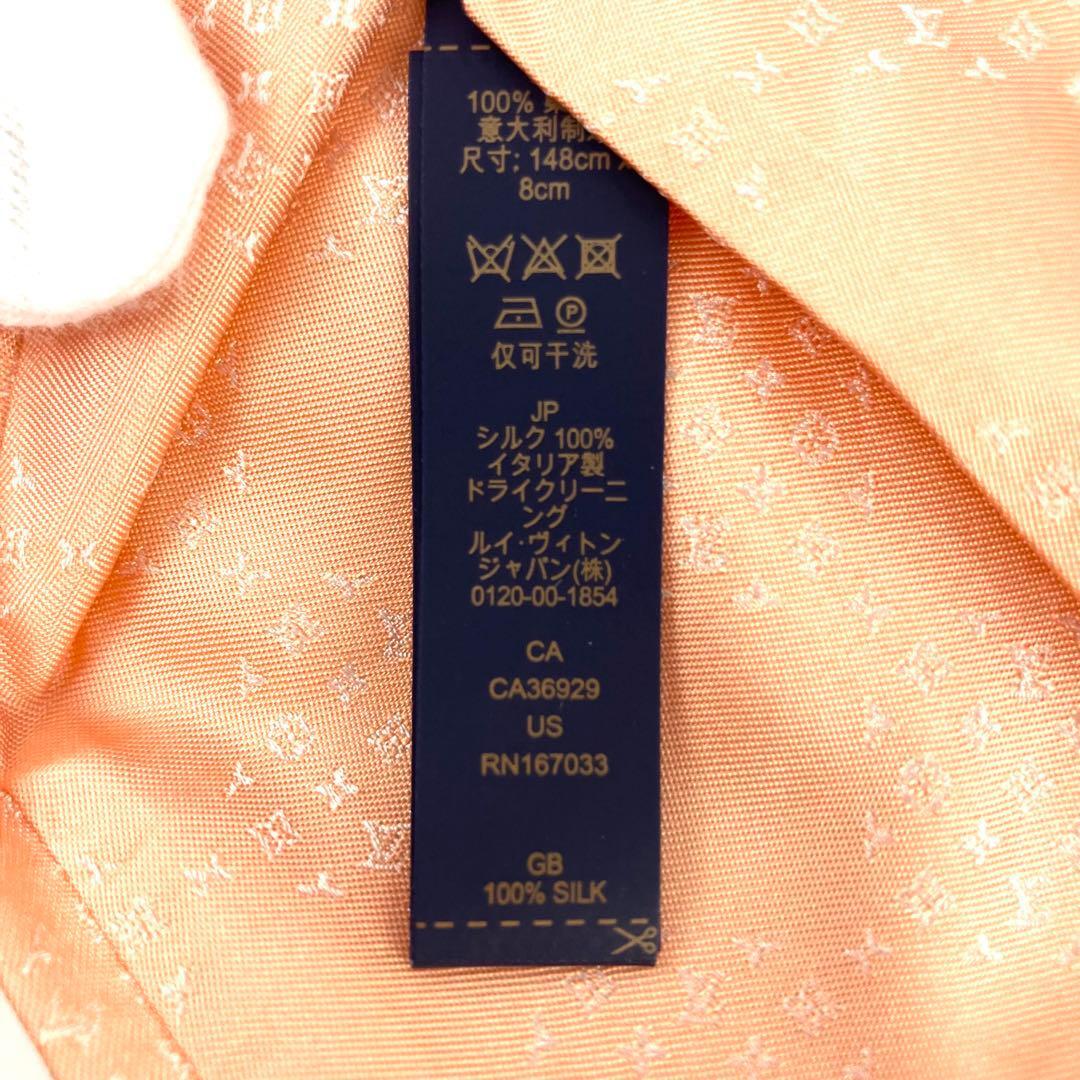 100%
意大利制
尺寸: 148cm
8cm
P
仅可干洗
JP
シルク 100%
イタリア製
ドライクリーニ
ング
ルイ·ヴィトン
ジャパン(株)
0120-00-1854
CA
CA36929
US
RN167033
GB
100% SILK